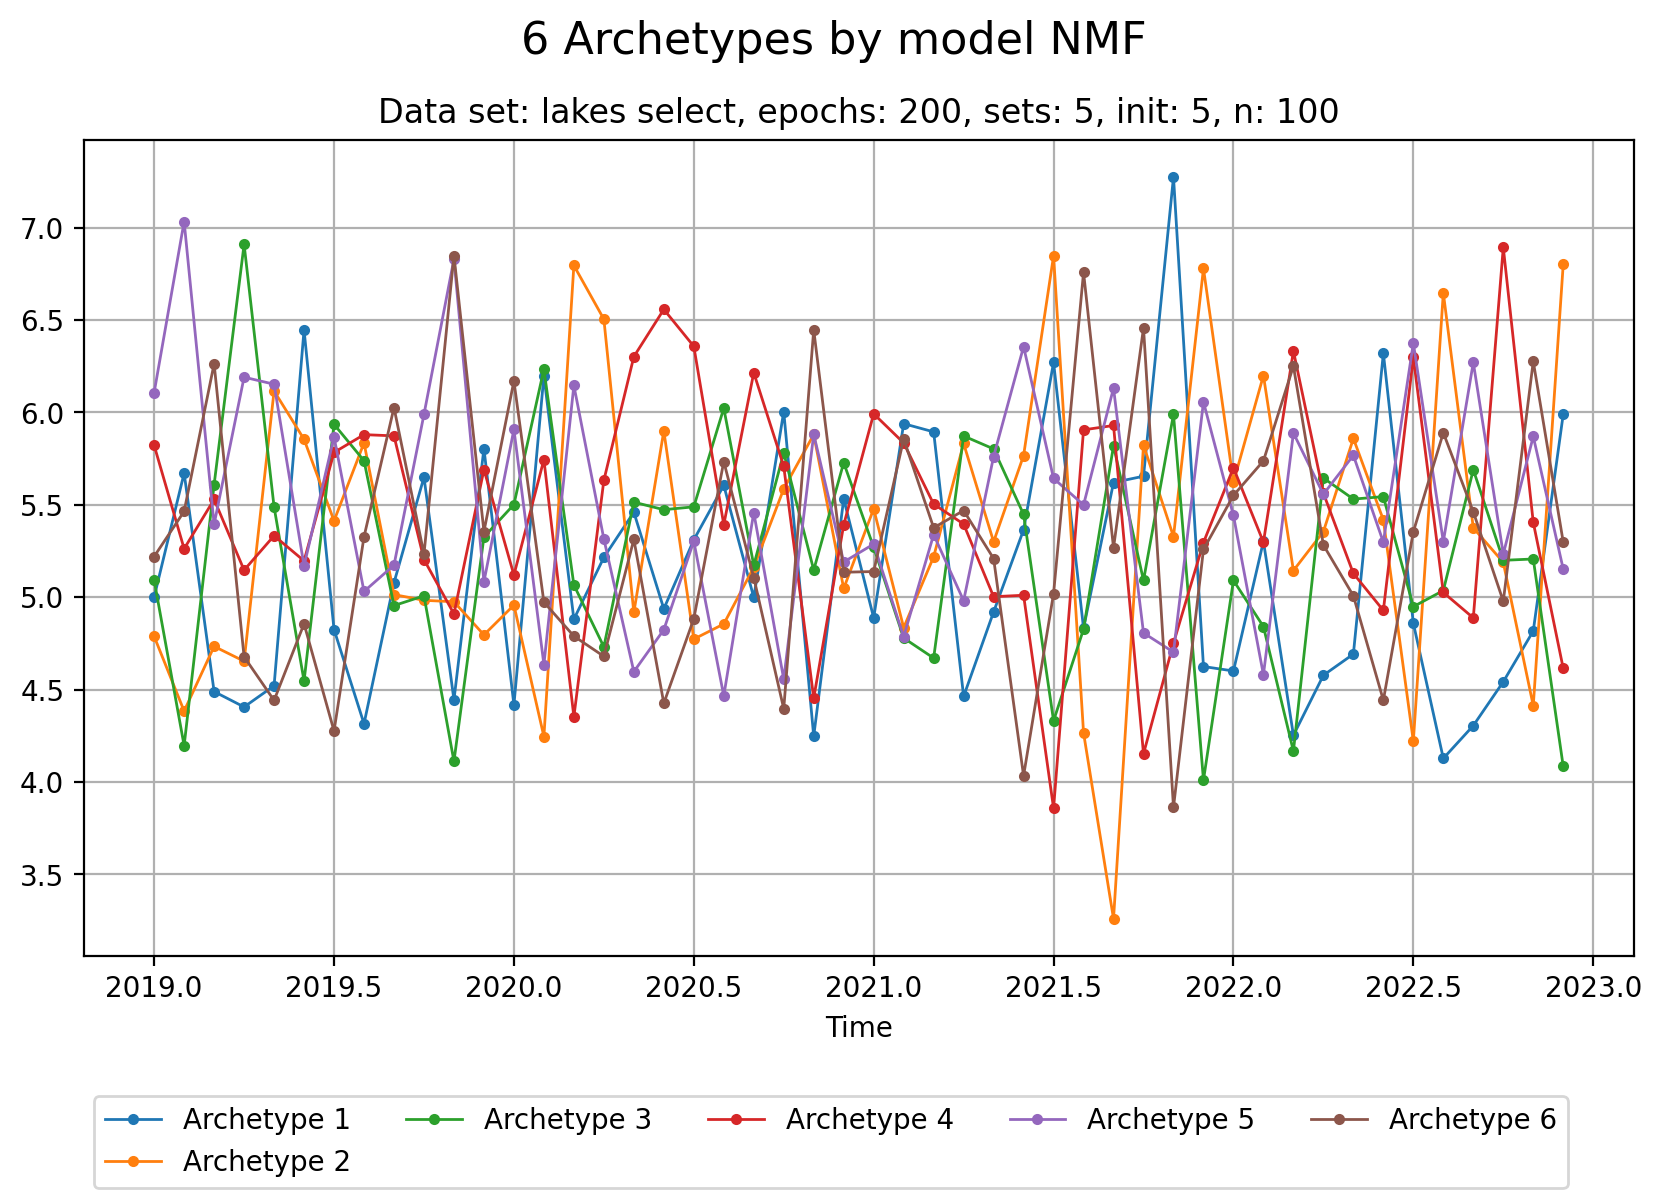 6 Archetypes by model NMF
Data set: lakes select, epochs: 200, sets: 5, init: 5, n: 100
7.0
6.5
6.0
5.5
5.0
4.5
4.0
3.5
2019.0 2019.5 2020.0 2020.5 2021.0 2021.5 2022.0 2022.5 2023.0
Time
Archetype 1 Archetype 3 Archetype 4 Archetype 5 Archetype 6
Archetype 2